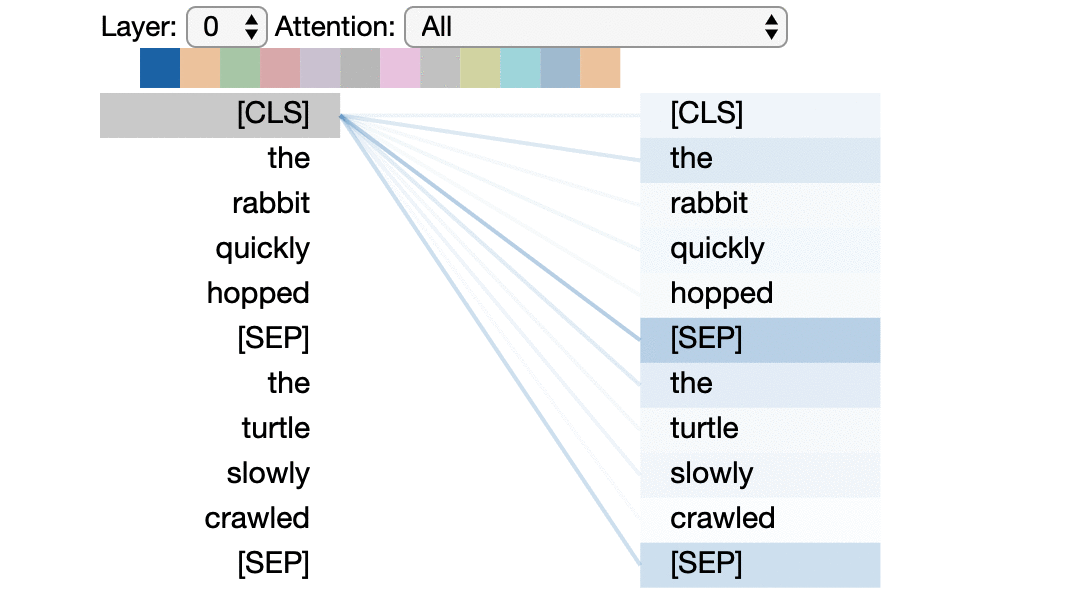 Layer: 0 Attention: All
[CLS] [CLS]
the the
rabbit rabbit
quickly quickly
hopped hopped
[SEP] [SEP]
the the
turtle turtle
slowly slowly
crawled crawled
[SEP] [SEP]